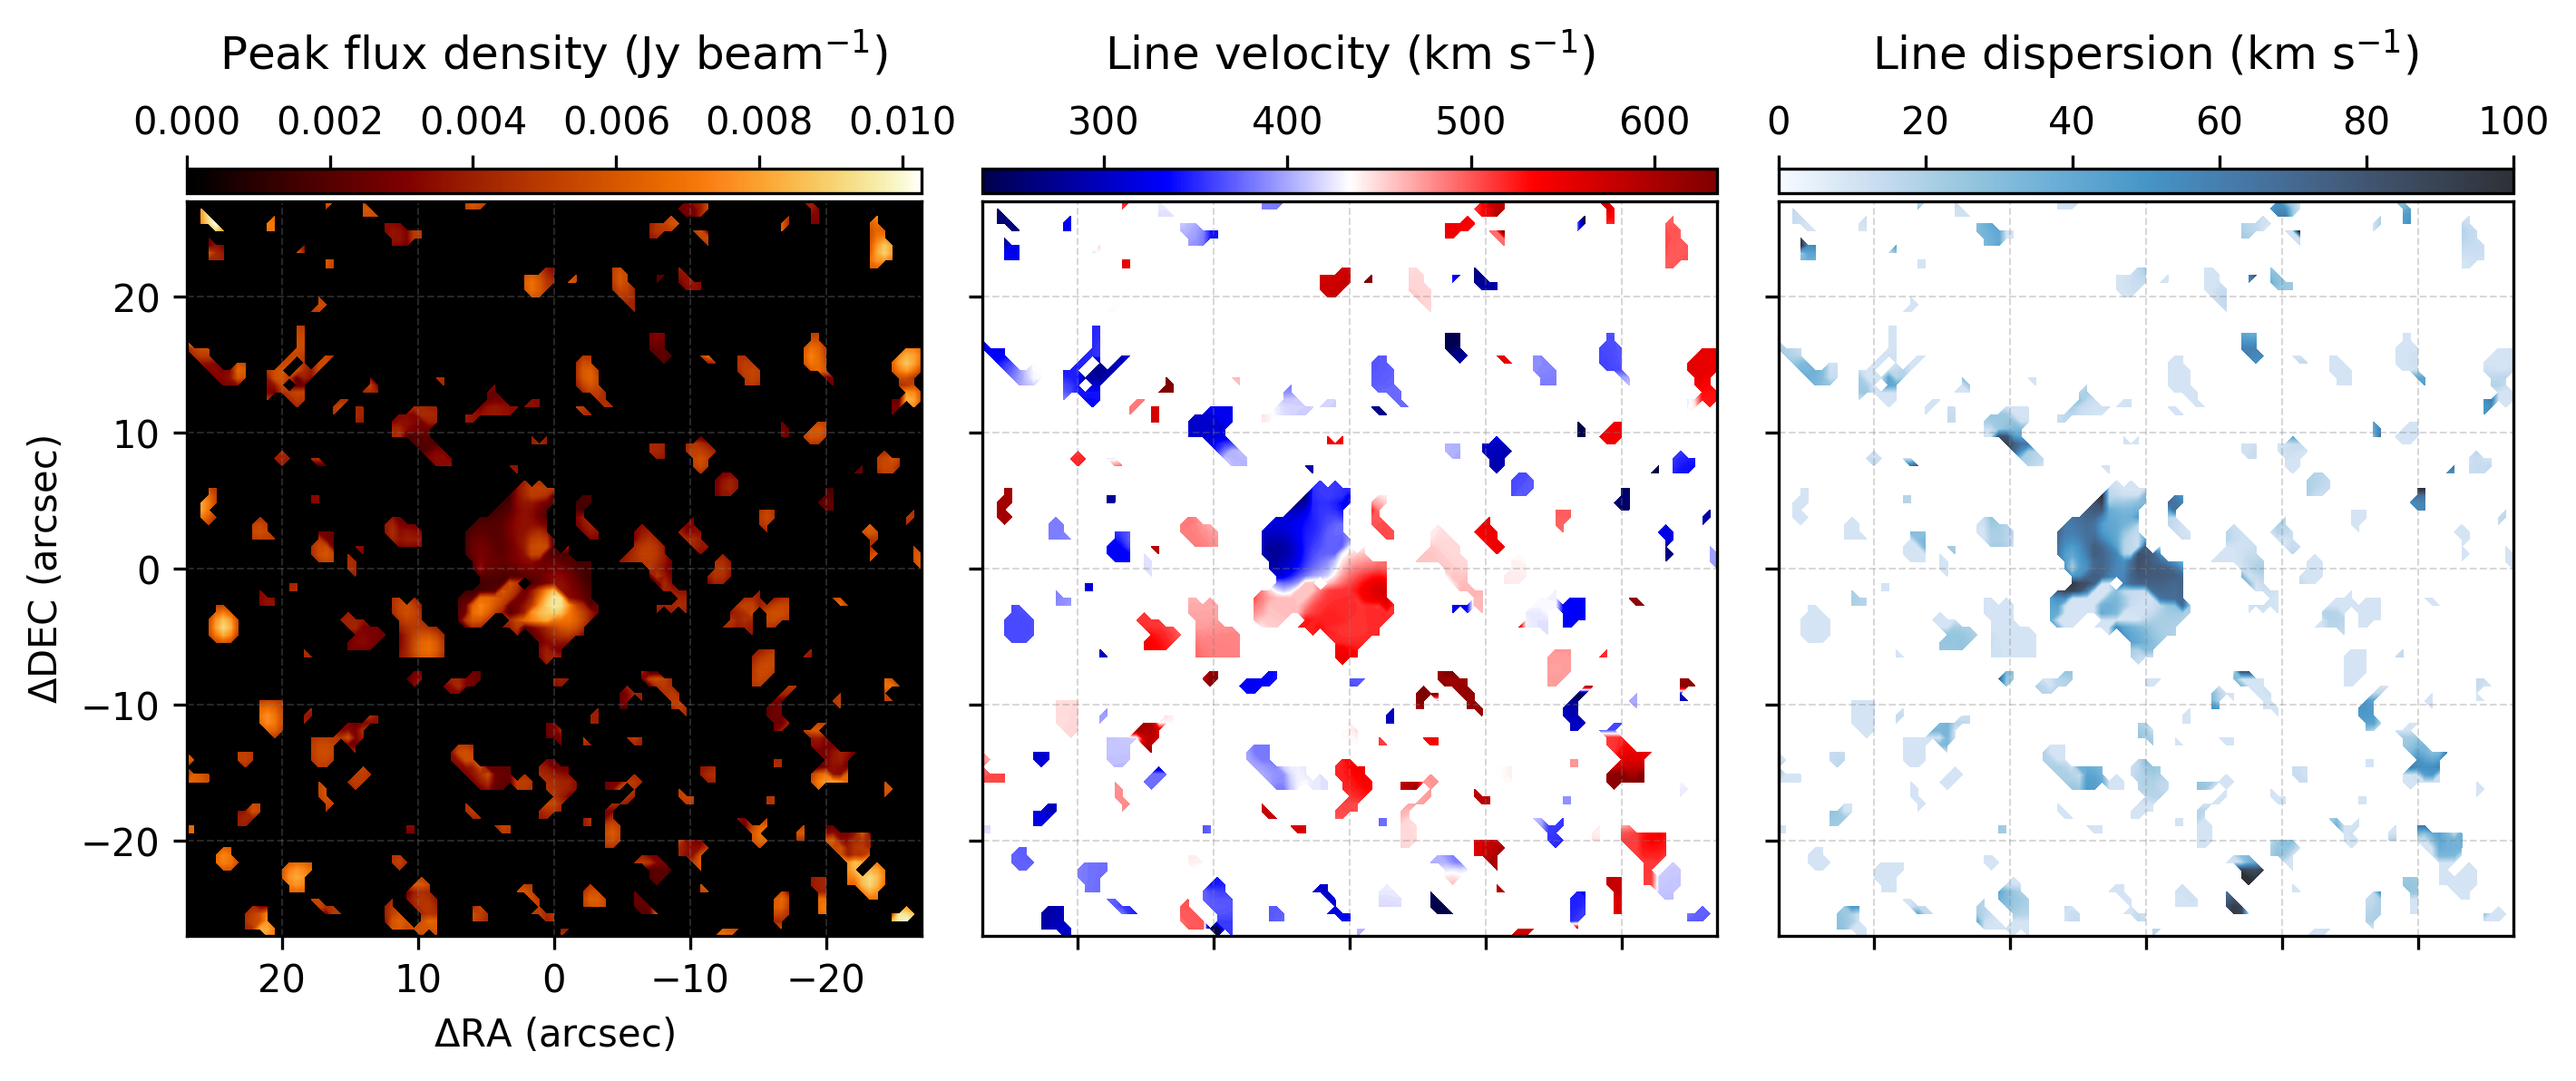 Peak flux density (Jy beam⁻¹) Line velocity (km s⁻¹) Line dispersion (km s⁻¹)
0.000 0.002 0.004 0.006 0.008 0.010 300 400 500 600 0 20 40 60 80 100
20
10
0
−10
−20
ΔDEC (arcsec)
20 10 0 −10 −20
ΔRA (arcsec)